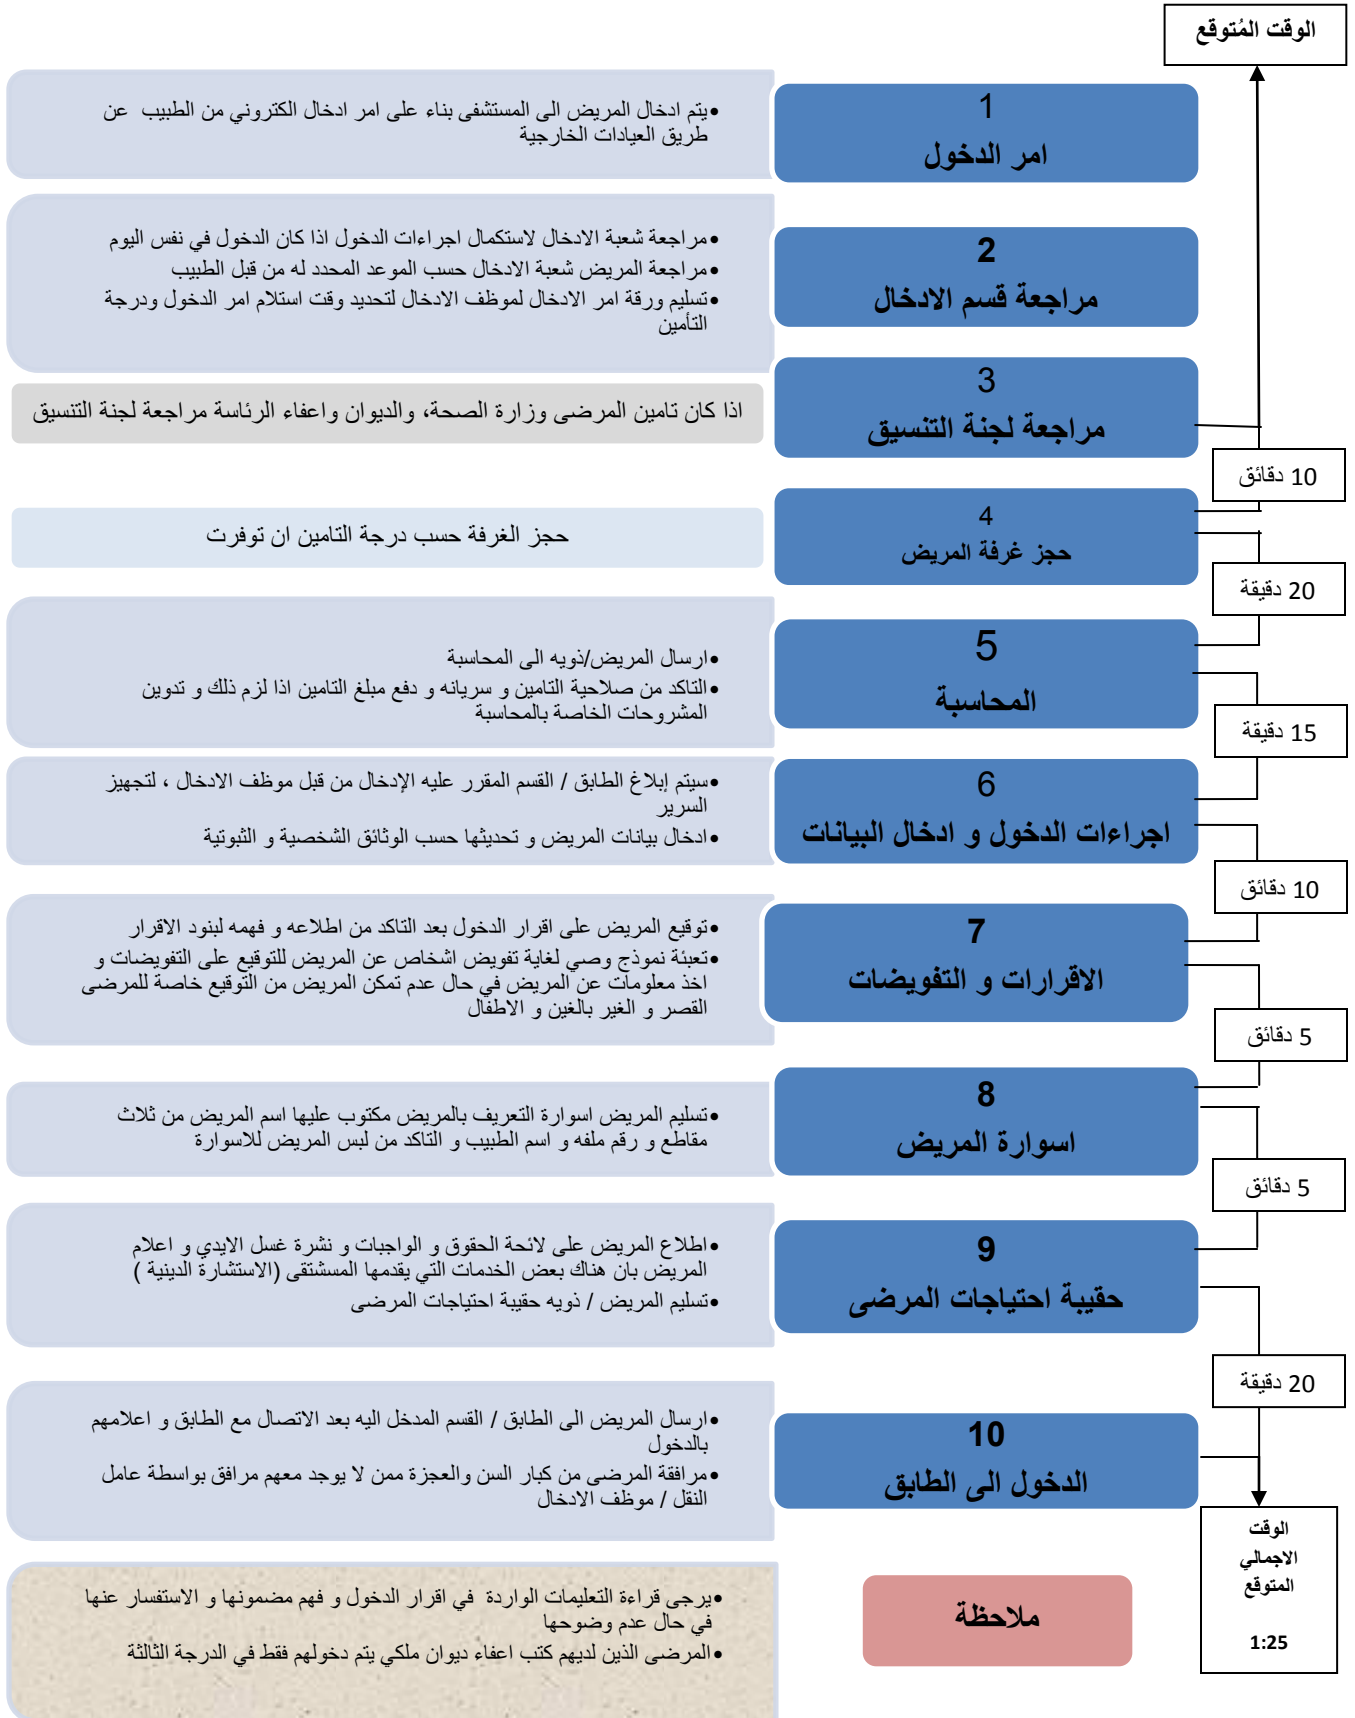 الوقت المُتوقع
1
امر الدخول
•يتم ادخال المريض الى المستشفى بناء على امر ادخال الكتروني من الطبيب عن
طريق العيادات الخارجية
2
مراجعة قسم الادخال
•مراجعة شعبة الادخال لاستكمال اجراءات الدخول اذا كان الدخول في نفس اليوم
•مراجعة المريض شعبة الادخال حسب الموعد المحدد له من قبل الطبيب
•تسليم ورقة امر الادخال لموظف الادخال لتحديد وقت استلام امر الدخول ودرجة
التأمين
3
مراجعة لجنة التنسيق
اذا كان تامين المرضى وزارة الصحة، والديوان واعفاء الرئاسة مراجعة لجنة التنسيق
10 دقائق
4
حجز غرفة المريض
حجز الغرفة حسب درجة التامين ان توفرت
20 دقيقة
5
المحاسبة
•ارسال المريض/ذويه الى المحاسبة
•التاكد من صلاحية التامين و سريانه و دفع مبلغ التامين اذا لزم ذلك و تدوين
المشروحات الخاصة بالمحاسبة
15 دقيقة
6
اجراءات الدخول و ادخال البيانات
•سيتم إبلاغ الطابق / القسم المقرر عليه الإدخال من قبل موظف الادخال ، لتجهيز
السرير
•ادخال بيانات المريض و تحديثها حسب الوثائق الشخصية و الثبوتية
10 دقائق
7
الاقرارات و التفويضات
•توقيع المريض على اقرار الدخول بعد التاكد من اطلاعه و فهمه لبنود الاقرار
•تعبئة نموذج وصي لغاية تفويض اشخاص عن المريض للتوقيع على التفويضات و
اخذ معلومات عن المريض في حال عدم تمكن المريض من التوقيع خاصة للمرضى
القصر و الغير بالغين و الاطفال
5 دقائق
8
اسوارة المريض
•تسليم المريض اسوارة التعريف بالمريض مكتوب عليها اسم المريض من ثلاث
مقاطع و رقم ملفه و اسم الطبيب و التاكد من لبس المريض للاسوارة
5 دقائق
9
حقيبة احتياجات المرضى
•اطلاع المريض على لائحة الحقوق و الواجبات و نشرة غسل الايدي و اعلام
المريض بان هناك بعض الخدمات التي يقدمها المسشتقى (الاستشارة الدينية )
•تسليم المريض / ذويه حقيبة احتياجات المرضى
20 دقيقة
10
الدخول الى الطابق
•ارسال المريض الى الطابق / القسم المدخل اليه بعد الاتصال مع الطابق و اعلامهم
بالدخول
•مرافقة المرضى من كبار السن والعجزة ممن لا يوجد معهم مرافق بواسطة عامل
النقل / موظف الادخال
الوقت
الاجمالي
المتوقع
1:25
ملاحظة
•يرجى قراءة التعليمات الواردة في اقرار الدخول و فهم مضمونها و الاستفسار عنها
في حال عدم وضوحها
•المرضى الذين لديهم كتب اعفاء ديوان ملكي يتم دخولهم فقط في الدرجة الثالثة